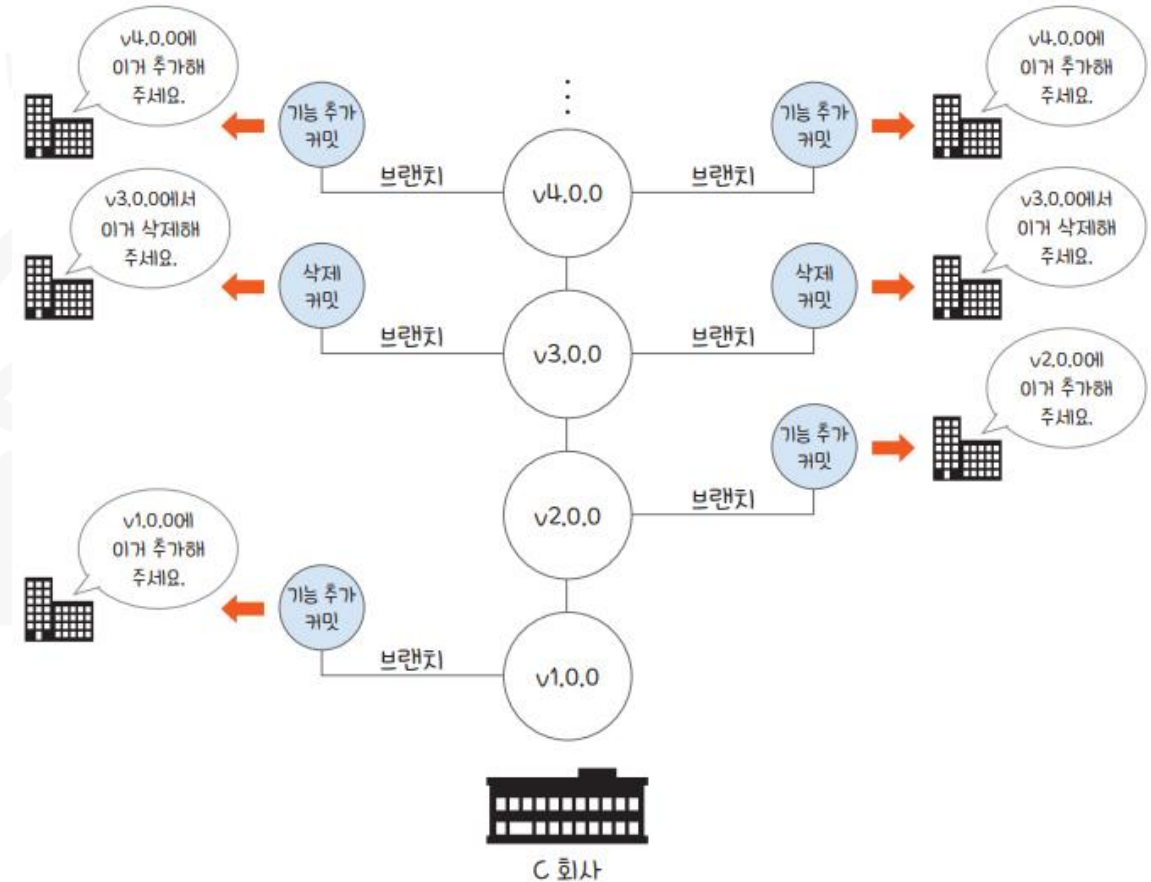 v4.0.0에
이거 추가해
주세요.
기능 추가
커밋
브랜치
⋮
v4.0.0
브랜치
기능 추가
커밋
v4.0.0에
이거 추가해
주세요.
v3.0.0에서
이거 삭제해
주세요.
삭제
커밋
브랜치
v3.0.0
브랜치
삭제
커밋
v3.0.0에서
이거 삭제해
주세요.
v2.0.0
브랜치
기능 추가
커밋
v2.0.0에
이거 추가해
주세요.
v1.0.0에
이거 추가해
주세요.
기능 추가
커밋
브랜치
v1.0.0
C 회사